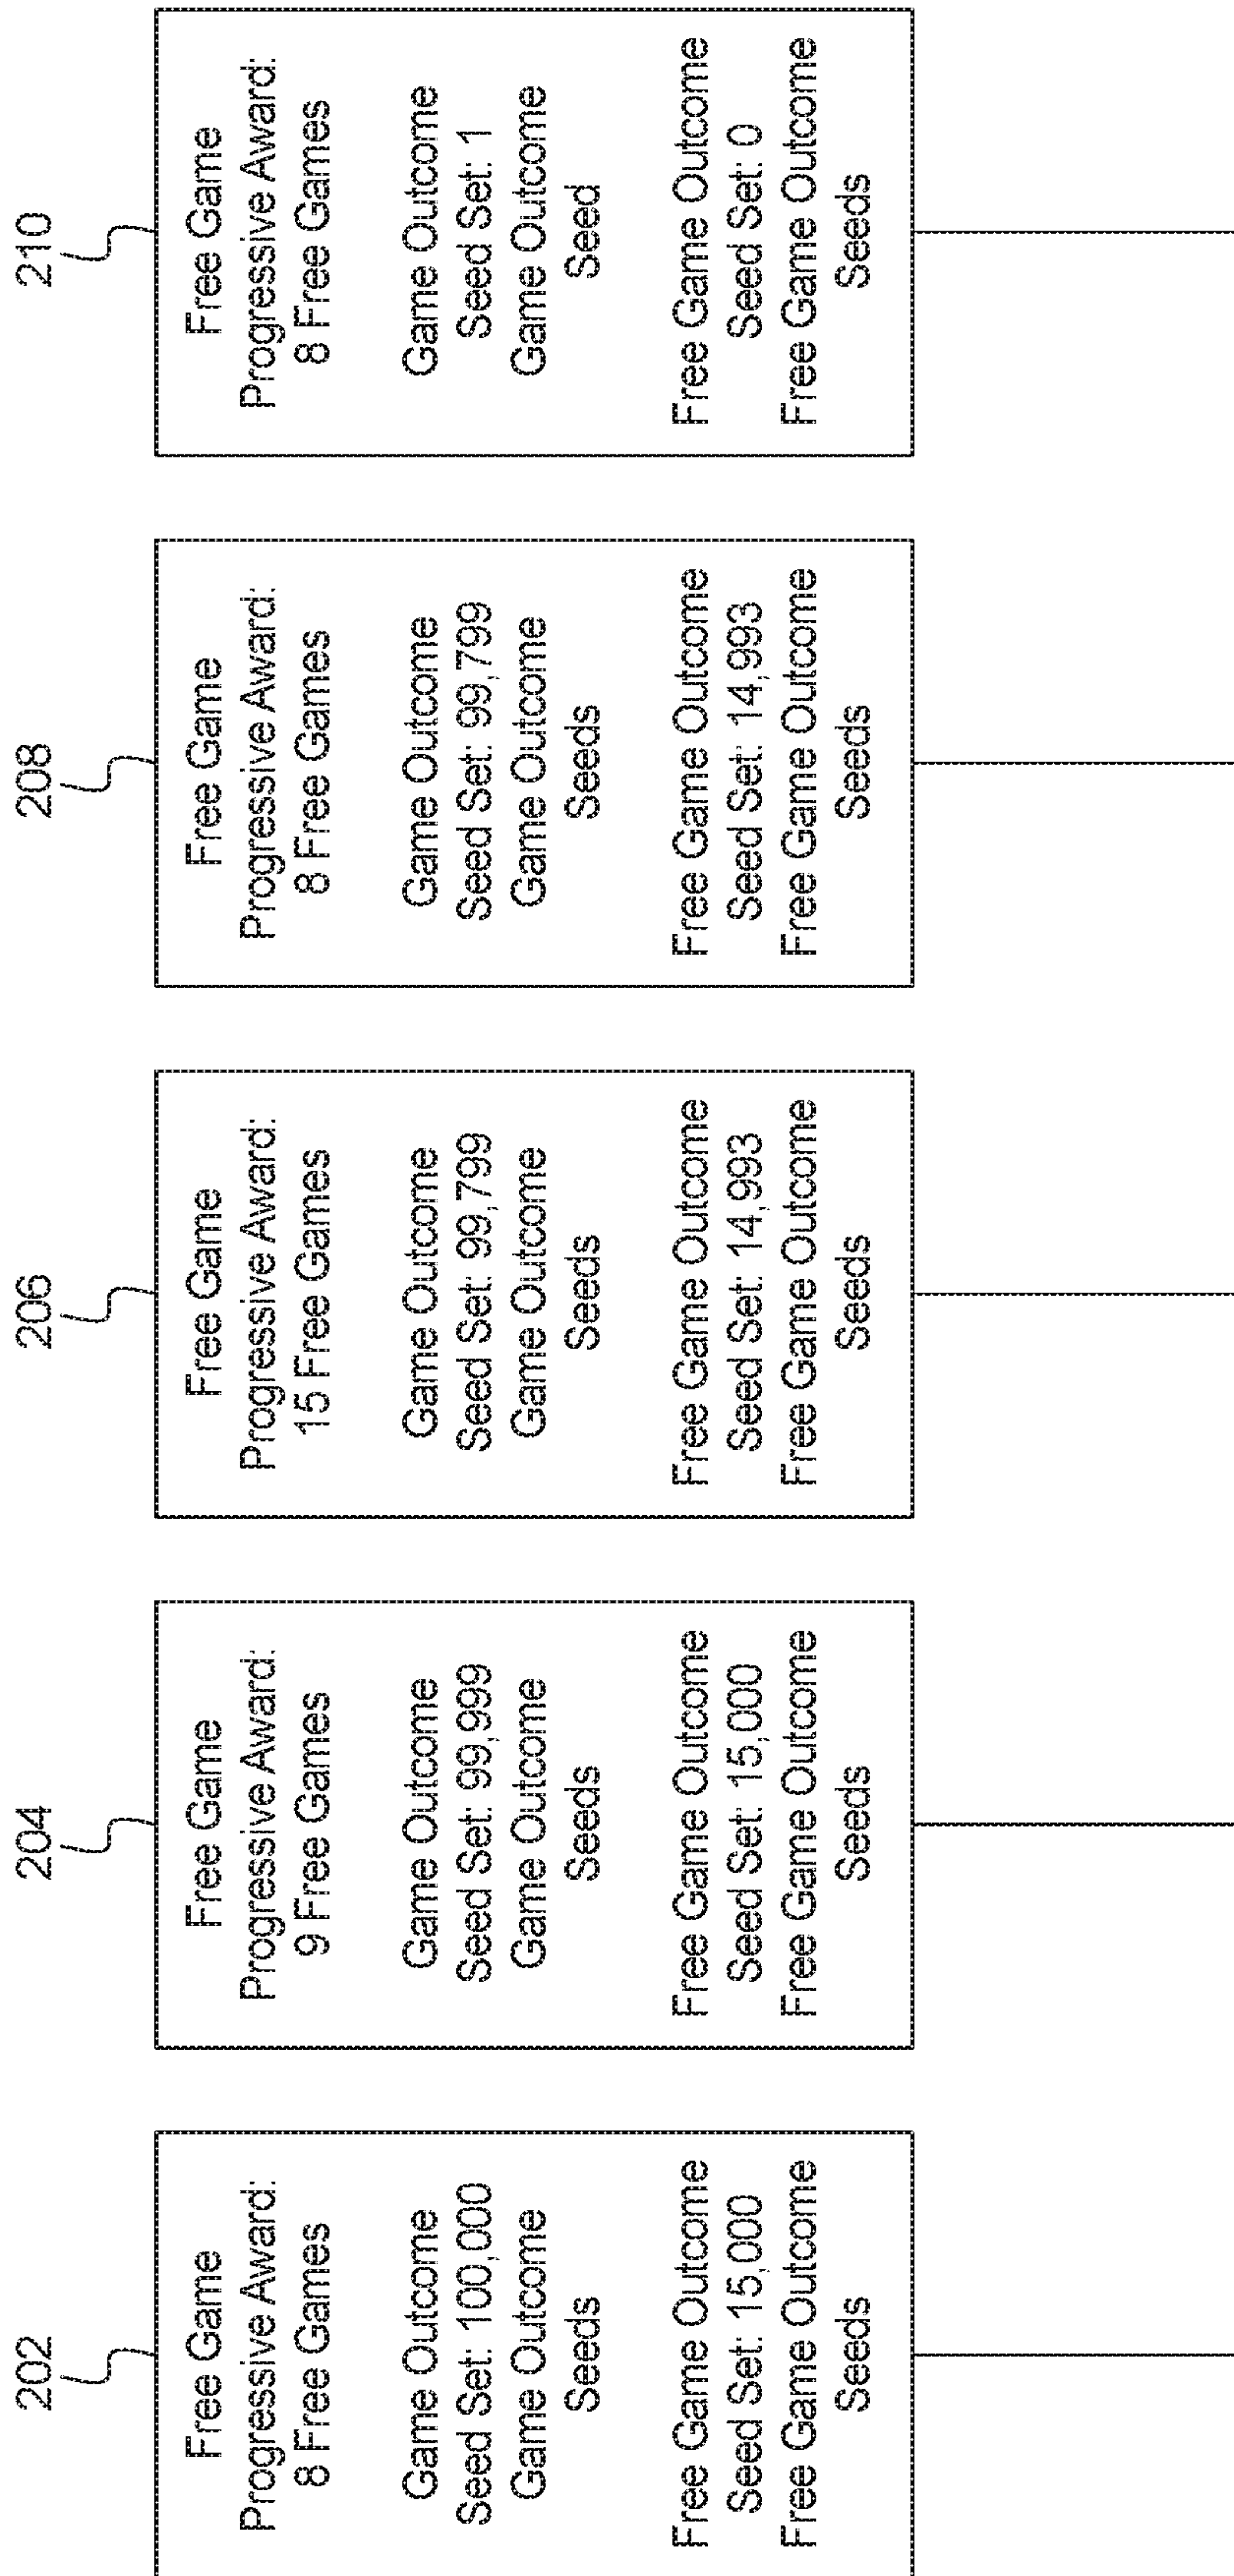 202
Free Game
Progressive Award:
8 Free Games
Game Outcome
Seed Set: 100,000
Game Outcome
Seeds
Free Game Outcome
Seed Set: 15,000
Free Game Outcome
Seeds
204
Free Game
Progressive Award:
9 Free Games
Game Outcome
Seed Set: 99,999
Game Outcome
Seeds
Free Game Outcome
Seed Set: 15,000
Free Game Outcome
Seeds
206
Free Game
Progressive Award:
15 Free Games
Game Outcome
Seed Set: 99,799
Game Outcome
Seeds
Free Game Outcome
Seed Set: 14,993
Free Game Outcome
Seeds
208
Free Game
Progressive Award:
8 Free Games
Game Outcome
Seed Set: 99,799
Game Outcome
Seeds
Free Game Outcome
Seed Set: 14,993
Free Game Outcome
Seeds
210
Free Game
Progressive Award:
8 Free Games
Game Outcome
Seed Set: 1
Game Outcome
Seed
Free Game Outcome
Seed Set: 0
Free Game Outcome
Seeds